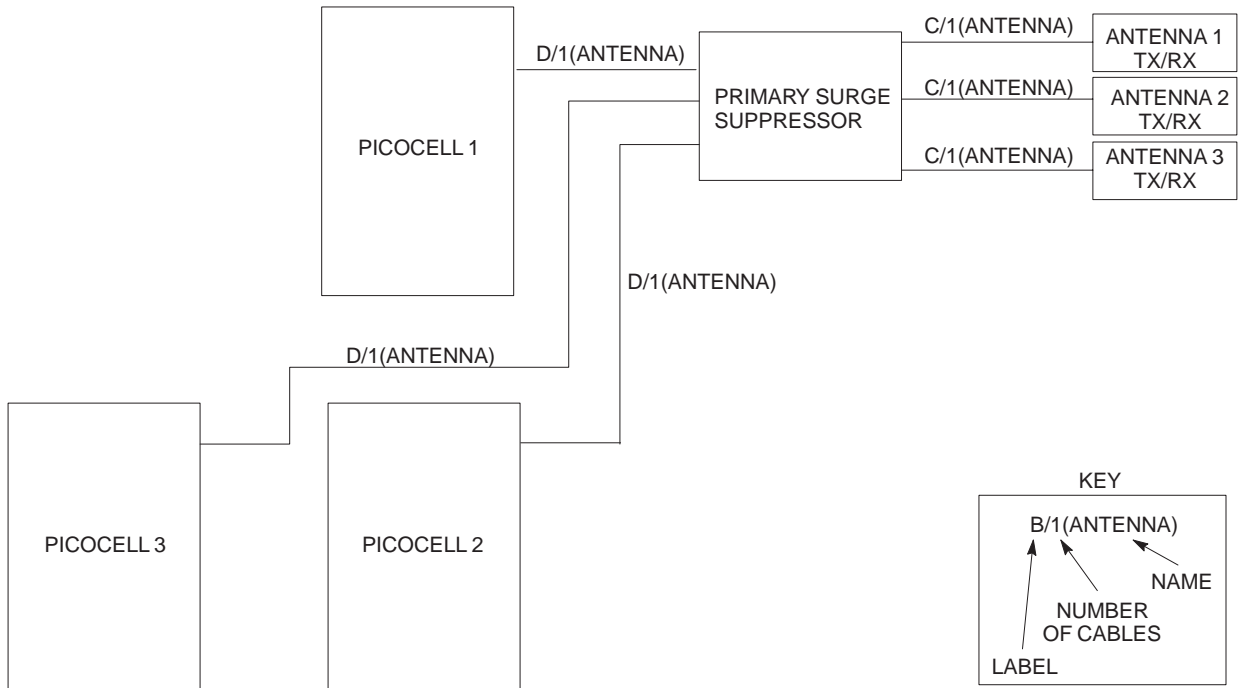 C/1(ANTENNA)
ANTENNA 1
TX/RX
D/1(ANTENNA)
PRIMARY SURGE
SUPPRESSOR
C/1(ANTENNA)
ANTENNA 2
TX/RX
PICOCELL 1
C/1(ANTENNA)
ANTENNA 3
TX/RX
D/1(ANTENNA)
D/1(ANTENNA)
PICOCELL 3
PICOCELL 2
KEY
B/1(ANTENNA)
NAME
NUMBER
OF CABLES
LABEL